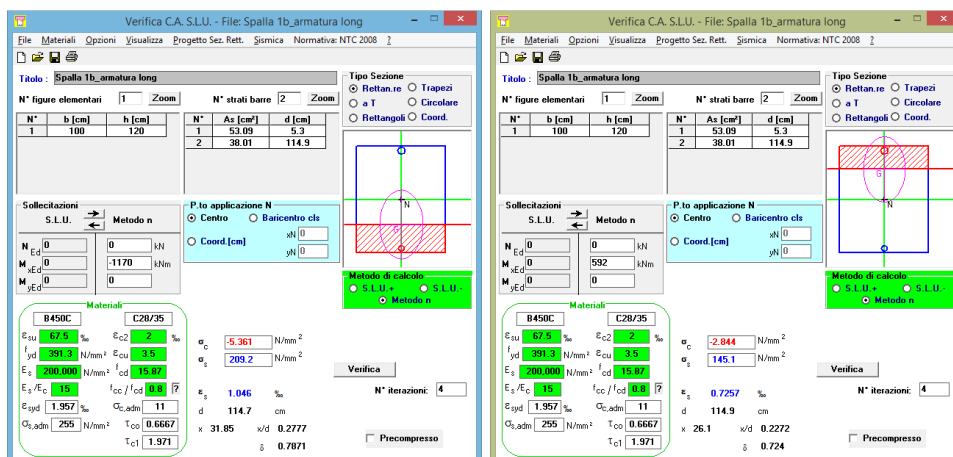 Verifica C.A. S.L.U. - File: Spalla 1b_armatura long
File Materiali Opzioni Visualizza Progetto Sez. Rett. Sismica Normativa: NTC 2008 ?
Titolo : Spalla 1b_armatura long
N° figure elementari 1 Zoom N° strati barre 2 Zoom
N° b [cm] h [cm]
1 100 120
N° As [cm²] d [cm]
1 53.09 5.3
2 38.01 114.9
Tipo Sezione
Rettan.re Trapezi
a T Circolare
Rettangoli Coord.
G
N
Sollecitazioni
S.L.U. Metodo n
N Ed 0 0 kN
M xEd 0 -1170 kNm
M yEd 0 0
P.to applicazione N
Centro Baricentro cls
Coord.[cm] xN 0
yN 0
Metodo di calcolo
S.L.U.+ S.L.U.-
Metodo n
Materiali
B450C C28/35
εsu 67.5 ‰ εc2 2 ‰
fyd 391.3 N/mm² εcu 3.5
Es 200,000 N/mm² fcd 15.87
Es/Ec 15 fcc/fcd 0.8 ?
εsyd 1.957 ‰ σc,adm 11
σs,adm 255 N/mm² τco 0.6667
τc1 1.971
σc -5.361 N/mm²
σs 209.2 N/mm²
εs 1.046 ‰
d 114.7 cm
x 31.85 x/d 0.2777
δ 0.7871
Verifica
N° iterazioni: 4
Precompresso
Verifica C.A. S.L.U. - File: Spalla 1b_armatura long
File Materiali Opzioni Visualizza Progetto Sez. Rett. Sismica Normativa: NTC 2008 ?
Titolo : Spalla 1b_armatura long
N° figure elementari 1 Zoom N° strati barre 2 Zoom
N° b [cm] h [cm]
1 100 120
N° As [cm²] d [cm]
1 53.09 5.3
2 38.01 114.9
Tipo Sezione
Rettan.re Trapezi
a T Circolare
Rettangoli Coord.
G
N
Sollecitazioni
S.L.U. Metodo n
N Ed 0 0 kN
M xEd 0 592 kNm
M yEd 0 0
P.to applicazione N
Centro Baricentro cls
Coord.[cm] xN 0
yN 0
Metodo di calcolo
S.L.U.+ S.L.U.-
Metodo n
Materiali
B450C C28/35
εsu 67.5 ‰ εc2 2 ‰
fyd 391.3 N/mm² εcu 3.5
Es 200,000 N/mm² fcd 15.87
Es/Ec 15 fcc/fcd 0.8 ?
εsyd 1.957 ‰ σc,adm 11
σs,adm 255 N/mm² τco 0.6667
τc1 1.971
σc -2.844 N/mm²
σs 145.1 N/mm²
εs 0.7257 ‰
d 114.9 cm
x 26.1 x/d 0.2272
δ 0.724
Verifica
N° iterazioni: 4
Precompresso